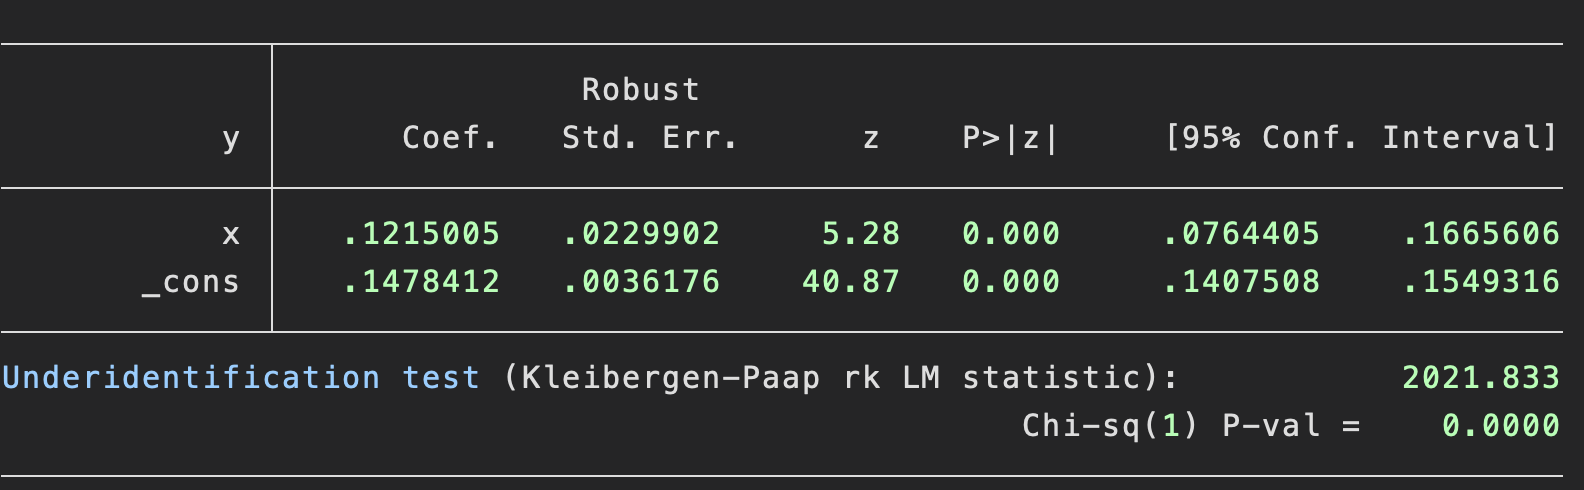 Robust
y Coef. Std. Err. z P>|z| [95% Conf. Interval]
x .1215005 .0229902 5.28 0.000 .0764405 .1665606
_cons .1478412 .0036176 40.87 0.000 .1407508 .1549316
Underidentification test (Kleibergen-Paap rk LM statistic): 2021.833
Chi-sq(1) P-val = 0.0000